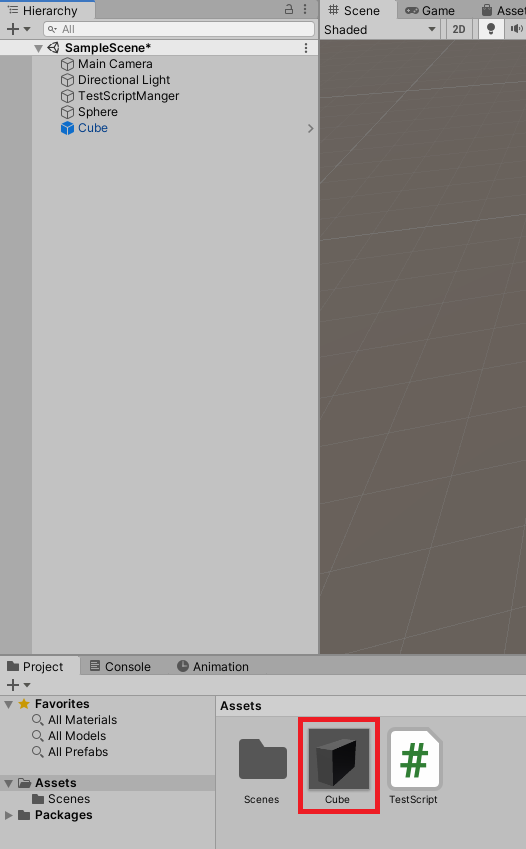 Hierarchy
All
SampleScene*
Main Camera
Directional Light
TestScriptManger
Sphere
Cube
Scene
Game
Asset
Shaded
2D
Project
Console
Animation
Favorites
All Materials
All Models
All Prefabs
Assets
Scenes
Packages
Assets
Scenes
Cube
#
TestScript